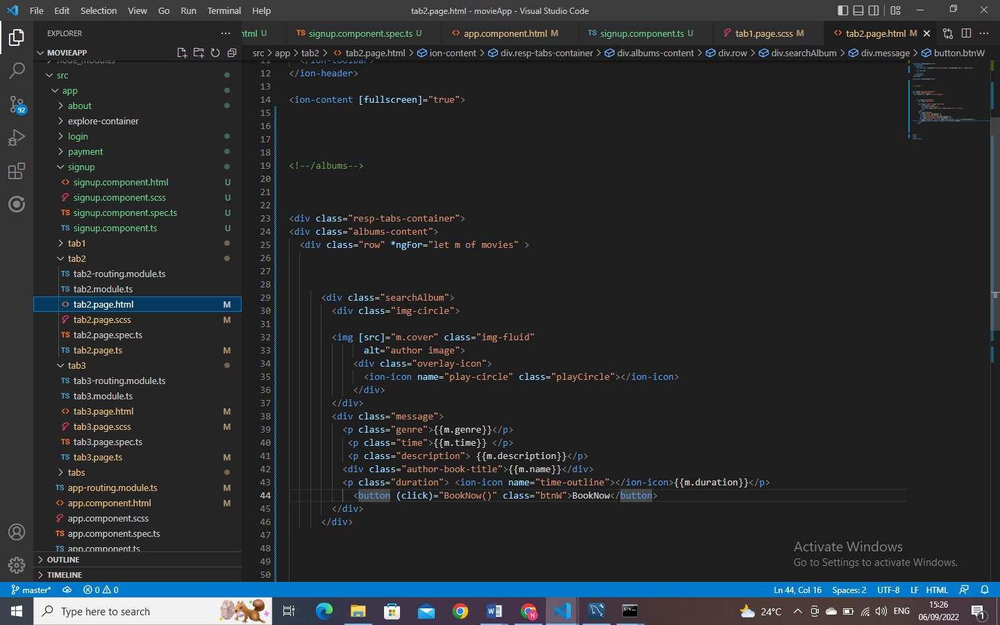 File Edit Selection View Go Run Terminal Help
tab2.page.html - movieApp - Visual Studio Code
EXPLORER
html U
signup.component.spec.ts U
app.component.html M
signup.component.ts U
tab1.page.scss M
tab2.page.html M
MOVIEAPP
src > app > tab2 > tab2.page.html > ion-content > div.resp-tabs-container > div.albums-content > div.row > div.searchAlbum > div.message > button.btnW
node_modules
src
app
about
explore-container
login
payment
signup
signup.component.html U
signup.component.scss U
signup.component.spec.ts U
signup.component.ts U
tab1
tab2
tab2-routing.module.ts
tab2.module.ts
tab2.page.html M
tab2.page.scss M
tab2.page.spec.ts
tab2.page.ts M
tab3
tab3-routing.module.ts
tab3.module.ts
tab3.page.html M
tab3.page.scss M
tab3.page.spec.ts
tab3.page.ts M
tabs
app-routing.module.ts M
app.component.html M
app.component.scss
app.component.spec.ts
app.component.ts
OUTLINE
TIMELINE
92
11 </ion-toolbar>
12 </ion-header>
13
14 <ion-content [fullscreen]="true">
15
16
17
18
19 <!--/albums-->
20
21
22
23 <div class="resp-tabs-container">
24 <div class="albums-content">
25 <div class="row" *ngFor="let m of movies" >
26
27
28
29 <div class="searchAlbum">
30 <div class="img-circle">
31
32 <img [src]="m.cover" class="img-fluid"
33 alt="author image">
34 <div class="overlay-icon">
35 <ion-icon name="play-circle" class="playCircle"></ion-icon>
36 </div>
37 </div>
38 <div class="message">
39 <p class="genre">{{m.genre}}</p>
40 <p class="time">{{m.time}} </p>
41 <p class="description"> {{m.description}}</p>
42 <div class="author-book-title">{{m.name}}</div>
43 <p class="duration"> <ion-icon name="time-outline"></ion-icon>{{m.duration}}</p>
44 <button (click)="BookNow()" class="btnW">BookNow</button>
45 </div>
46 </div>
47
48
49
50
Activate Windows
Go to Settings to activate Windows.
master* 0 0 Ln 44, Col 16 Spaces: 2 UTF-8 LF HTML
Type here to search
N
24°C
ENG
15:26
06/09/2022
1